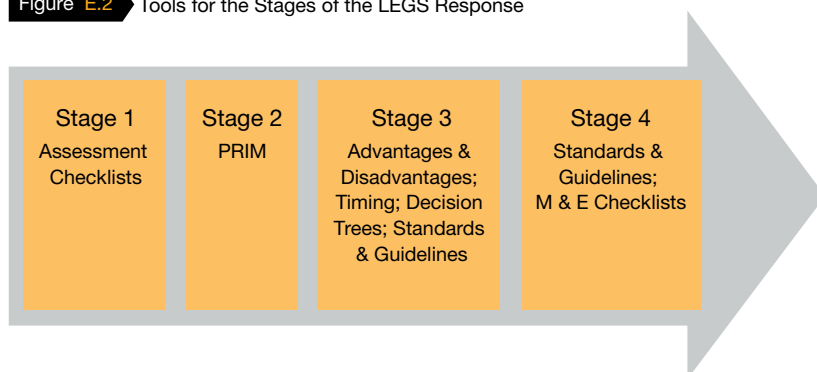 Figure E.2 Tools for the Stages of the LEGS Response
Stage 1
Assessment
Checklists
Stage 2
PRIM
Stage 3
Advantages &
Disadvantages;
Timing; Decision
Trees; Standards
& Guidelines
Stage 4
Standards &
Guidelines;
M & E Checklists